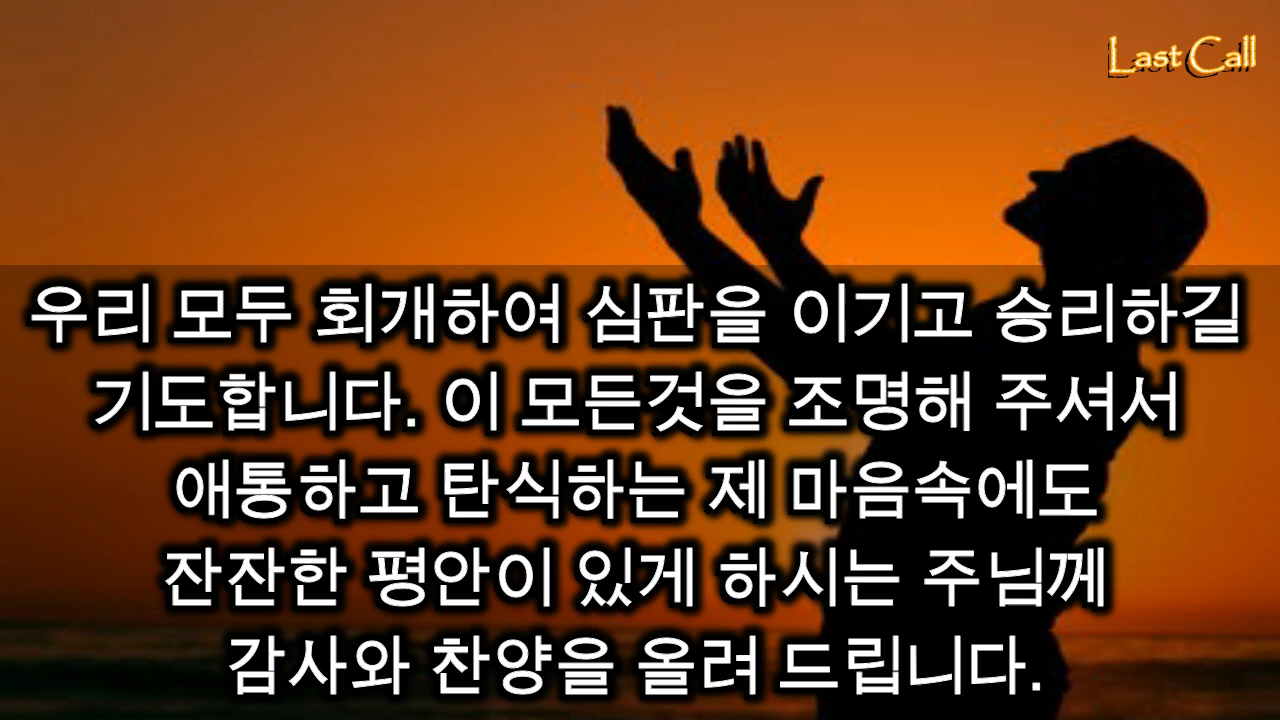 Last Call
우리 모두 회개하여 심판을 이기고 승리하길
기도합니다. 이 모든것을 조명해 주셔서
애통하고 탄식하는 제 마음속에도
잔잔한 평안이 있게 하시는 주님께
감사와 찬양을 올려 드립니다.